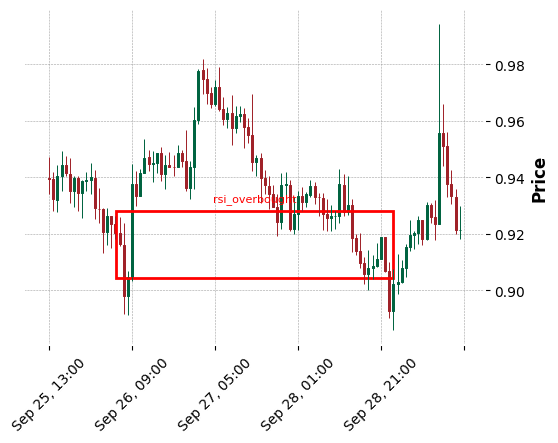 0.98
0.96
0.94
rsi_overbought
0.92
0.90
Price
Sep 25, 13:00
Sep 26, 09:00
Sep 27, 05:00
Sep 28, 01:00
Sep 28, 21:00